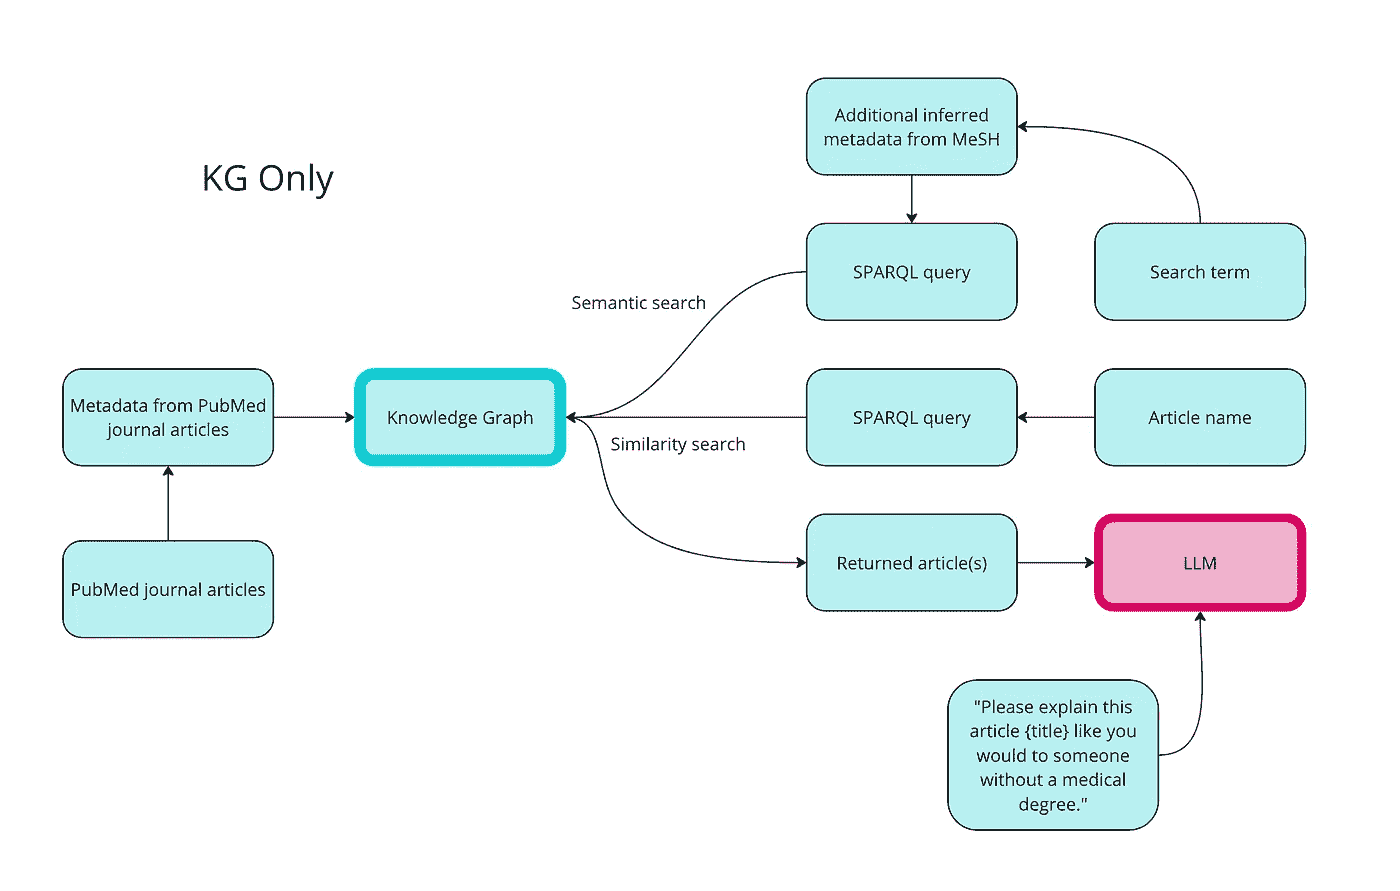 KG Only
Additional inferred
metadata from MeSH
SPARQL query
Search term
Semantic search
Metadata from PubMed
journal articles
Knowledge Graph
SPARQL query
Article name
Similarity search
PubMed journal articles
Returned article(s)
LLM
"Please explain this
article {title} like you
would to someone
without a medical
degree."